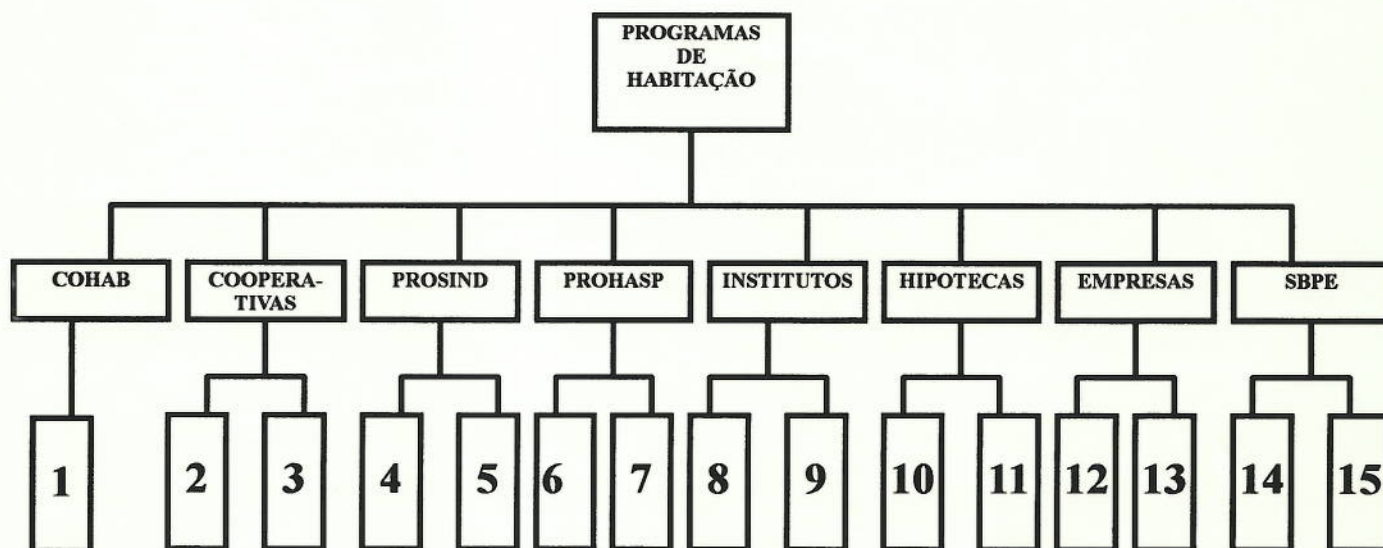 PROGRAMAS
DE
HABITAÇÃO
COHAB
COOPERA-
TIVAS
PROSIND
PROHASP
INSTITUTOS
HIPOTECAS
EMPRESAS
SBPE
1
2
3
4
5
6
7
8
9
10
11
12
13
14
15